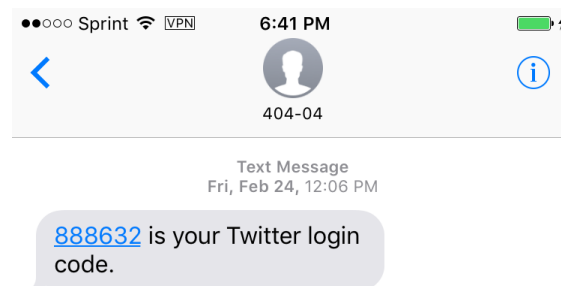 Sprint VPN 6:41 PM
404-04
Text Message
Fri, Feb 24, 12:06 PM
888632 is your Twitter login
code.